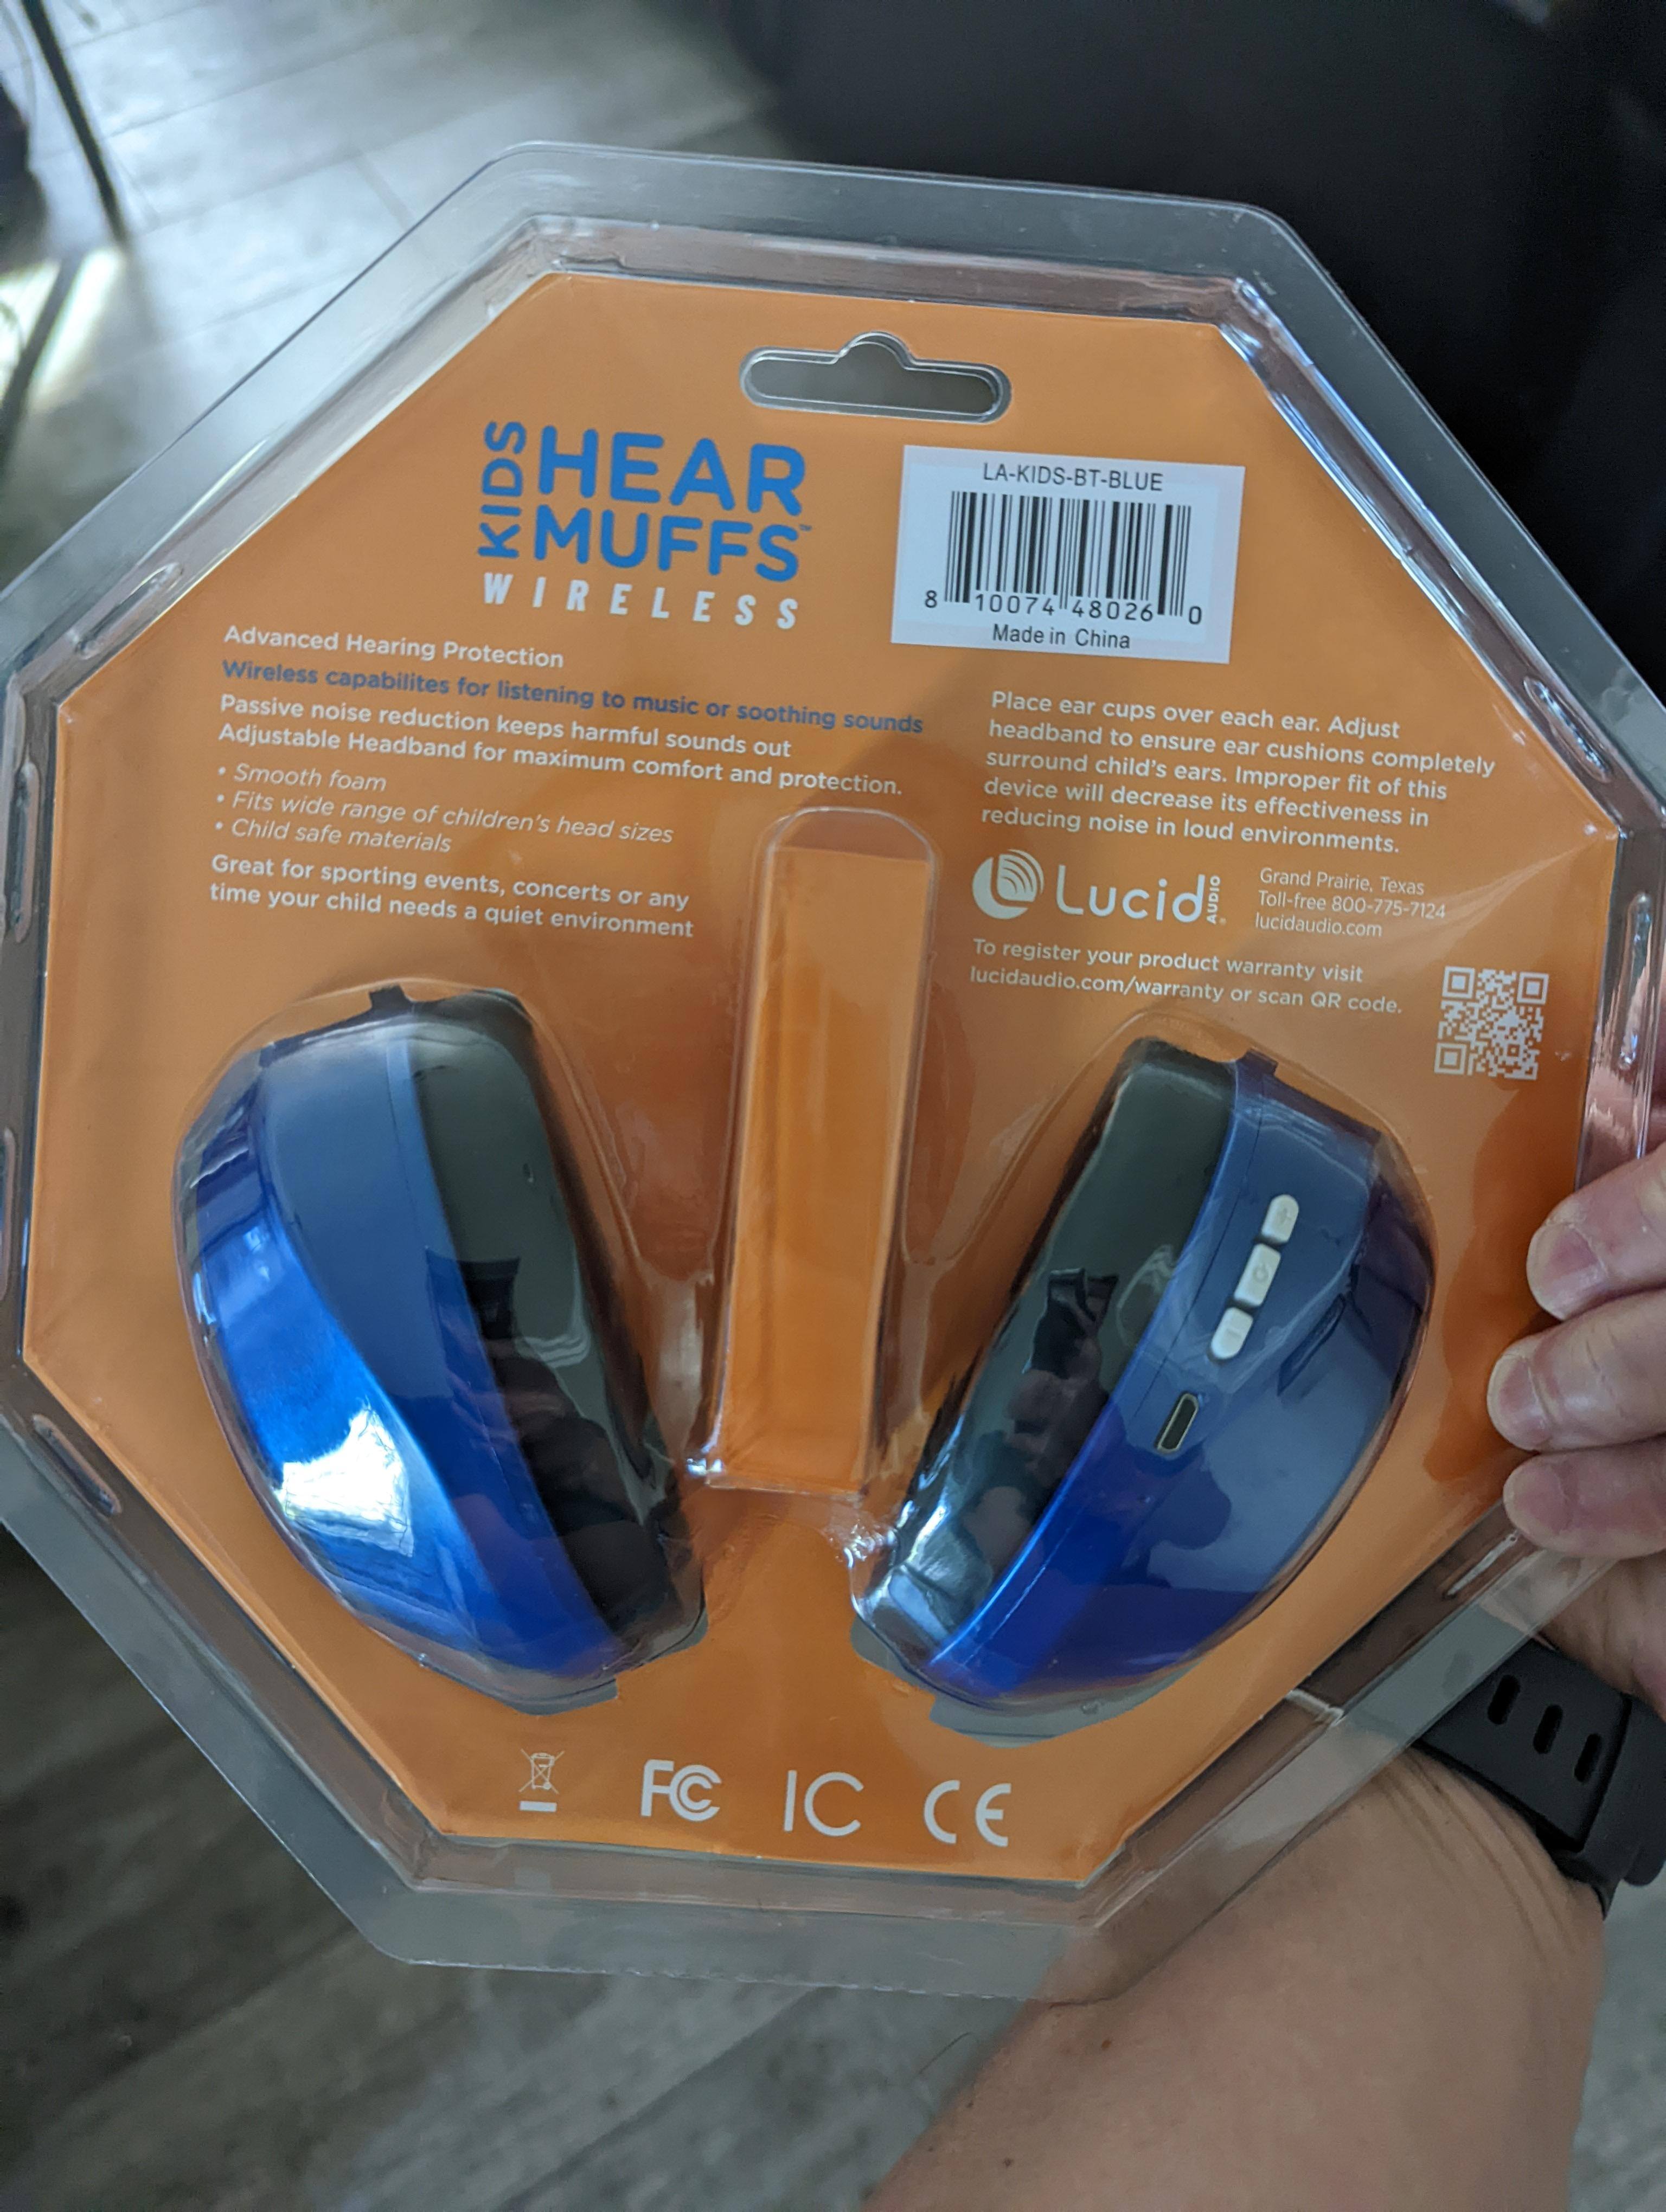 KIDS HEAR MUFFS™
WIRELESS
LA-KIDS-BT-BLUE
8 10074 48026 0
Made in China
Advanced Hearing Protection
Wireless capabilites for listening to music or soothing sounds
Passive noise reduction keeps harmful sounds out
Adjustable Headband for maximum comfort and protection.
• Smooth foam
• Fits wide range of children's head sizes
• Child safe materials
Great for sporting events, concerts or any
time your child needs a quiet environment
Place ear cups over each ear. Adjust
headband to ensure ear cushions completely
surround child's ears. Improper fit of this
device will decrease its effectiveness in
reducing noise in loud environments.
Lucid AUDIO®
Grand Prairie, Texas
Toll-free 800-775-7124
lucidaudio.com
To register your product warranty visit
lucidaudio.com/warranty or scan QR code.
FC IC CE